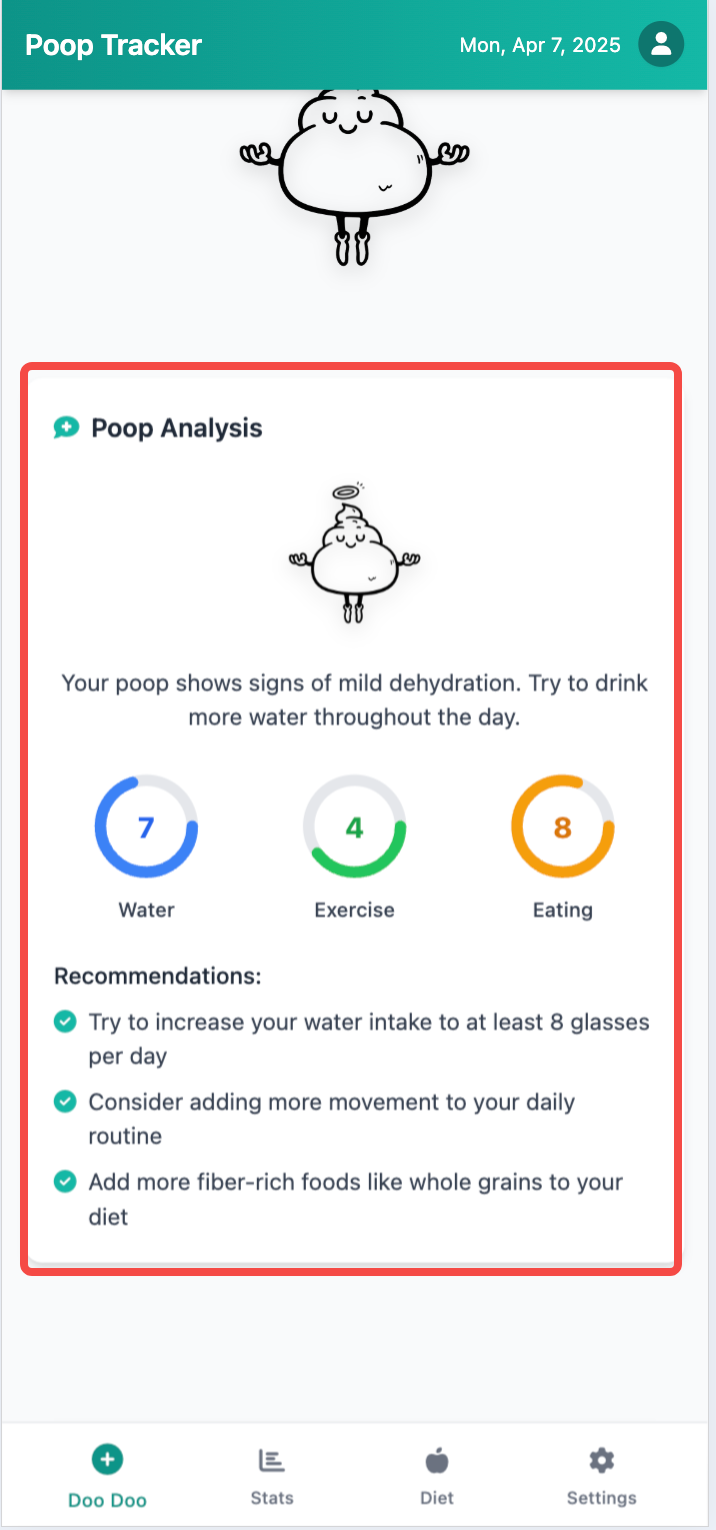 Poop Tracker
Mon, Apr 7, 2025
Poop Analysis
Your poop shows signs of mild dehydration. Try to drink
more water throughout the day.
7
4
8
Water
Exercise
Eating
Recommendations:
Try to increase your water intake to at least 8 glasses
per day
Consider adding more movement to your daily
routine
Add more fiber-rich foods like whole grains to your
diet
Doo Doo
Stats
Diet
Settings